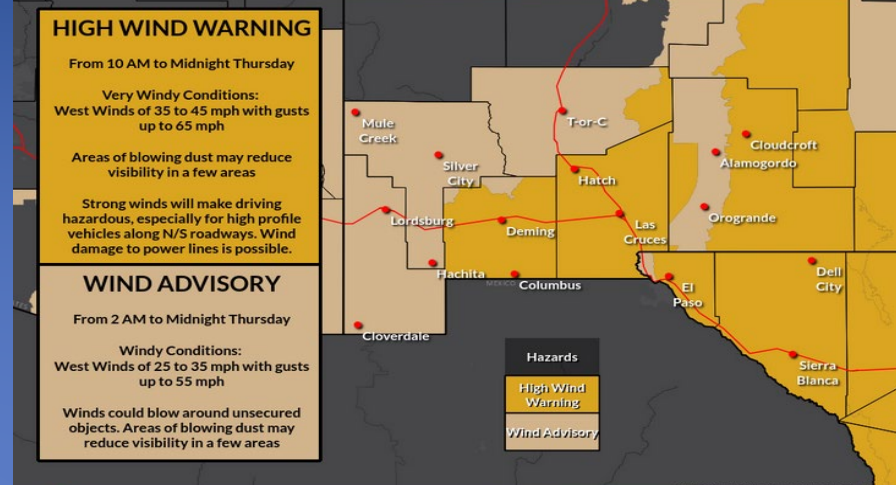 HIGH WIND WARNING
From 10 AM to Midnight Thursday
Very Windy Conditions:
West Winds of 35 to 45 mph with gusts
up to 65 mph
Areas of blowing dust may reduce
visibility in a few areas
Strong winds will make driving
hazardous, especially for high profile
vehicles along N/S roadways. Wind
damage to power lines is possible.
WIND ADVISORY
From 2 AM to Midnight Thursday
Windy Conditions:
West Winds of 25 to 35 mph with gusts
up to 55 mph
Winds could blow around unsecured
objects. Areas of blowing dust may
reduce visibility in a few areas
Mule
Creek
T-or-C
Silver
City
Cloudcroft
Alamogordo
Hatch
Lordsburg
Deming
Las
Cruces
Orogrande
Hachita
Columbus
MEXICO
El
Paso
Dell
City
Cloverdale
Sierra
Blanca
Hazards
High Wind
Warning
Wind Advisory